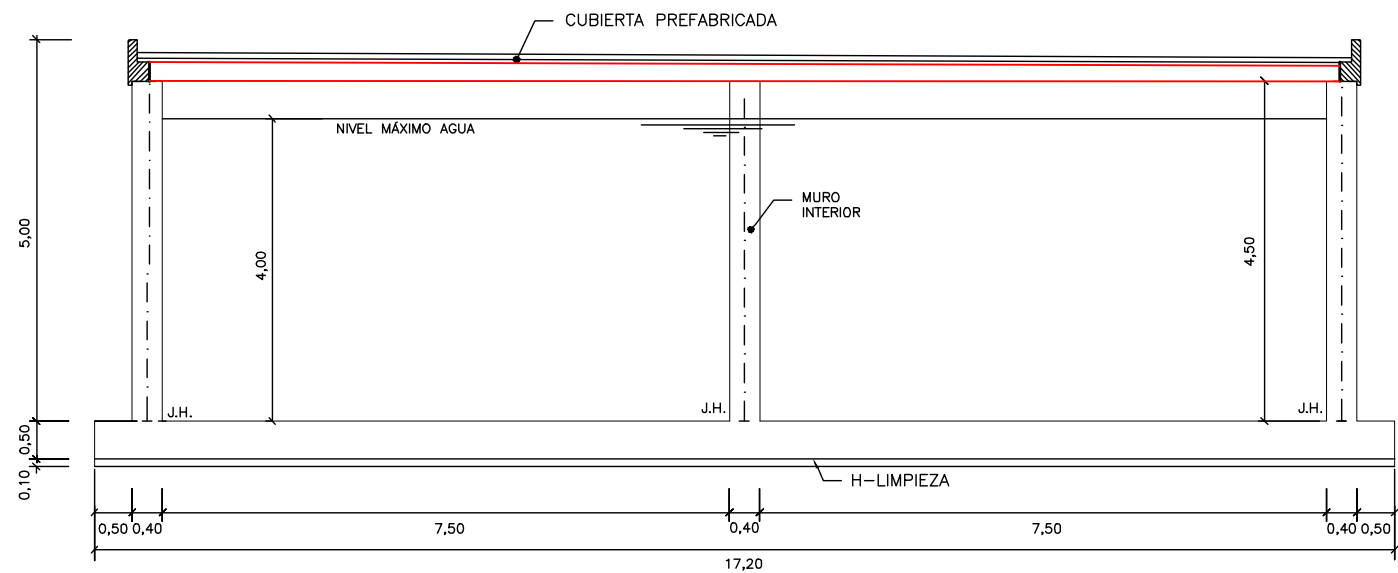 CUBIERTA PREFABRICADA
NIVEL MÁXIMO AGUA
MURO
INTERIOR
5,00
4,00
4,50
J.H.
J.H.
J.H.
0,50
0,10
H-LIMPIEZA
0,50 0,40 7,50 0,40 7,50 0,40 0,50
17,20